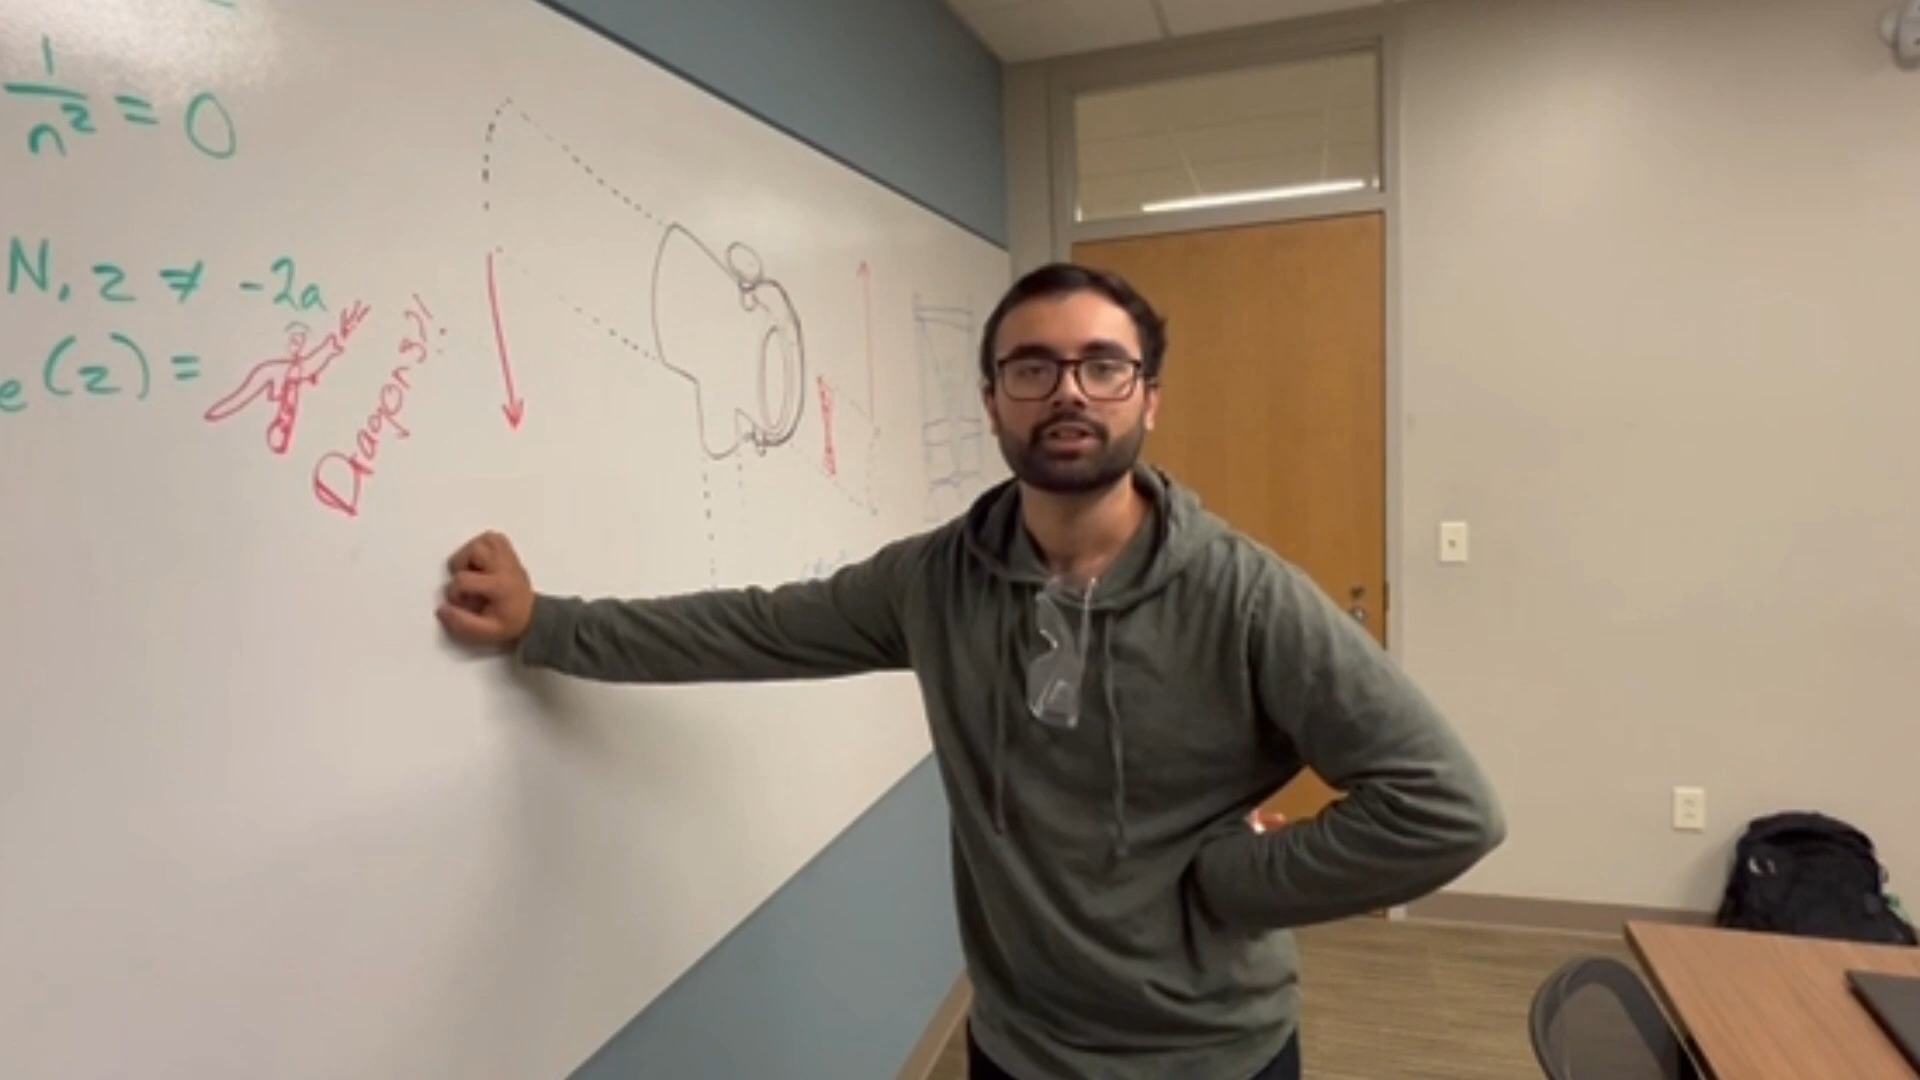 1
n² = 0
N, z ≠ -2a
e(z) =
Dragons?!